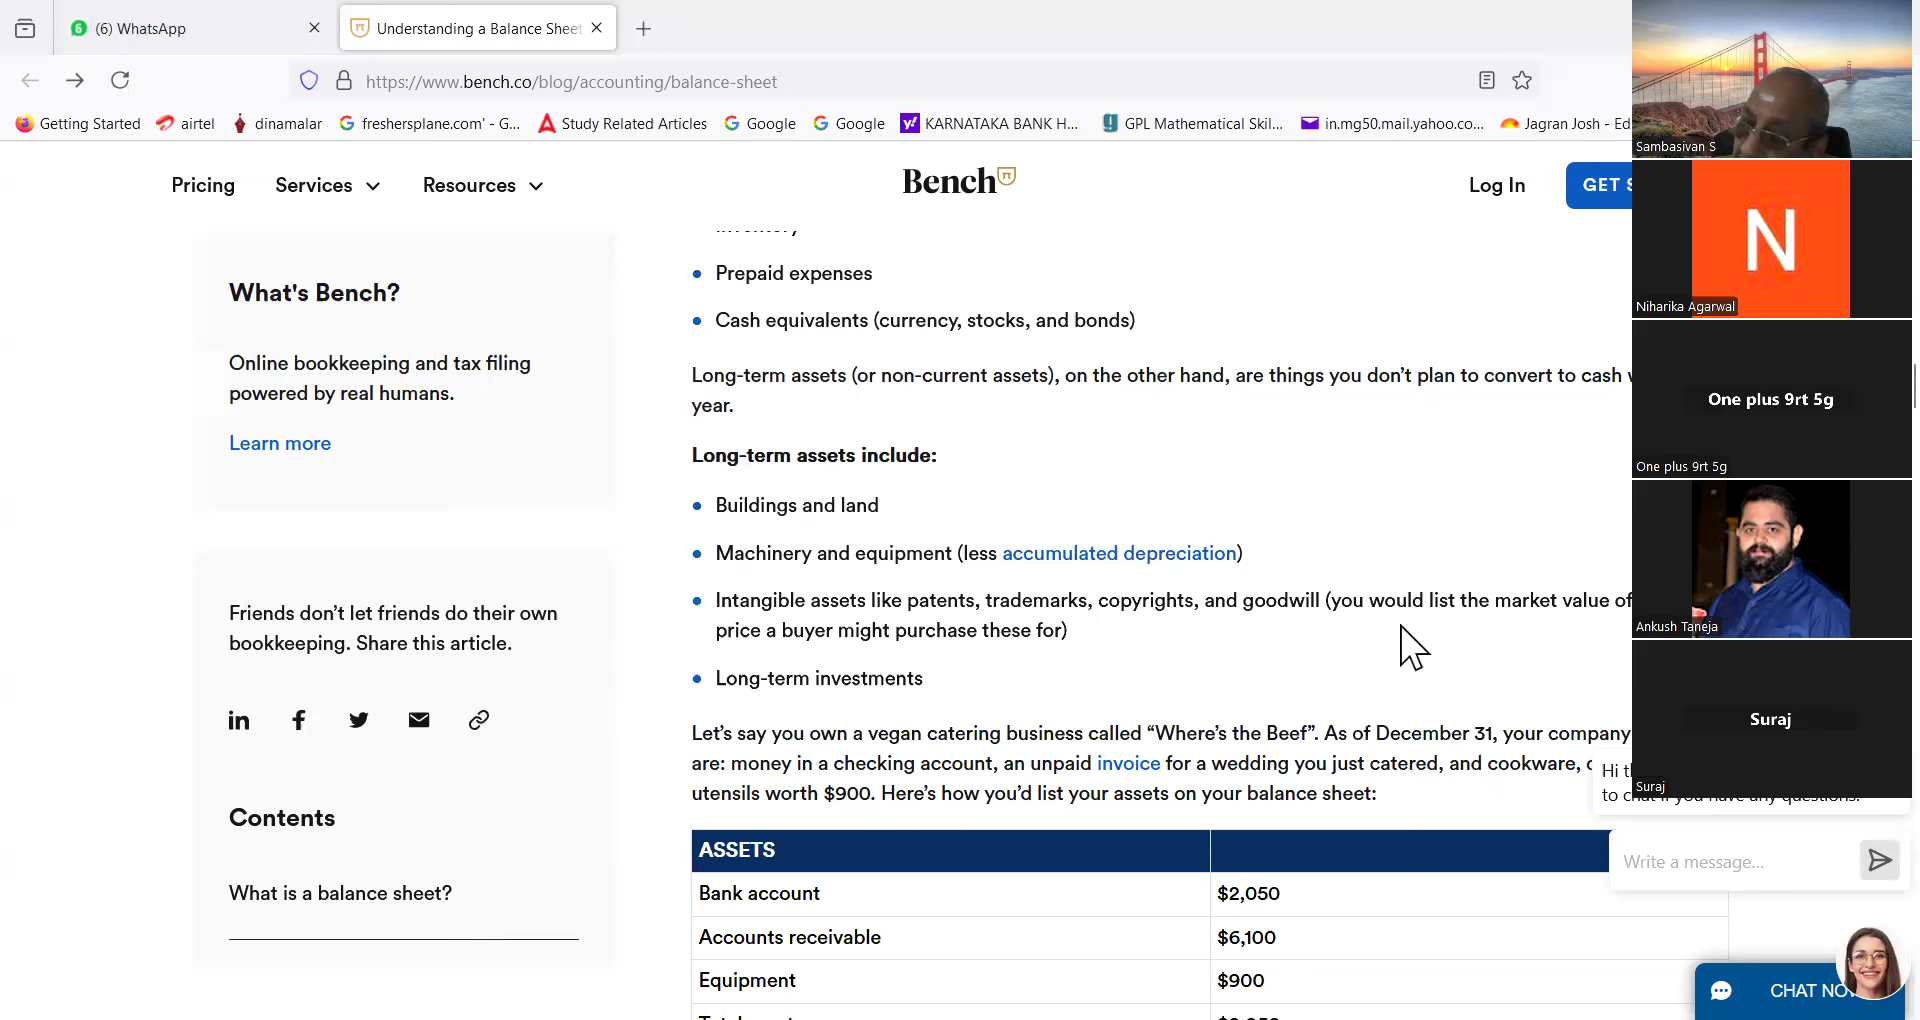 (6) WhatsApp
Understanding a Balance Sheet
https://www.bench.co/blog/accounting/balance-sheet
Getting Started
airtel
dinamalar
freshersplane.com' - G...
Study Related Articles
Google
Google
KARNATAKA BANK H...
GPL Mathematical Skil...
in.mg50.mail.yahoo.co...
Jagran Josh - Ed
Pricing
Services
Resources
Bench
Log In
GET
What's Bench?
Online bookkeeping and tax filing
powered by real humans.
Learn more
Friends don't let friends do their own
bookkeeping. Share this article.
Contents
What is a balance sheet?
Prepaid expenses
Cash equivalents (currency, stocks, and bonds)
Long-term assets (or non-current assets), on the other hand, are things you don't plan to convert to cash
year.
Long-term assets include:
Buildings and land
Machinery and equipment (less accumulated depreciation)
Intangible assets like patents, trademarks, copyrights, and goodwill (you would list the market value of
price a buyer might purchase these for)
Long-term investments
Let's say you own a vegan catering business called “Where's the Beef”. As of December 31, your company
are: money in a checking account, an unpaid invoice for a wedding you just catered, and cookware,
utensils worth $900. Here's how you'd list your assets on your balance sheet:
ASSETS
Bank account $2,050
Accounts receivable $6,100
Equipment $900
Sambasivan S
N
Niharika Agarwal
One plus 9rt 5g
One plus 9rt 5g
Ankush Taneja
Suraj
Suraj
Hi
to chat if you have any questions.
Write a message...
CHAT NOW